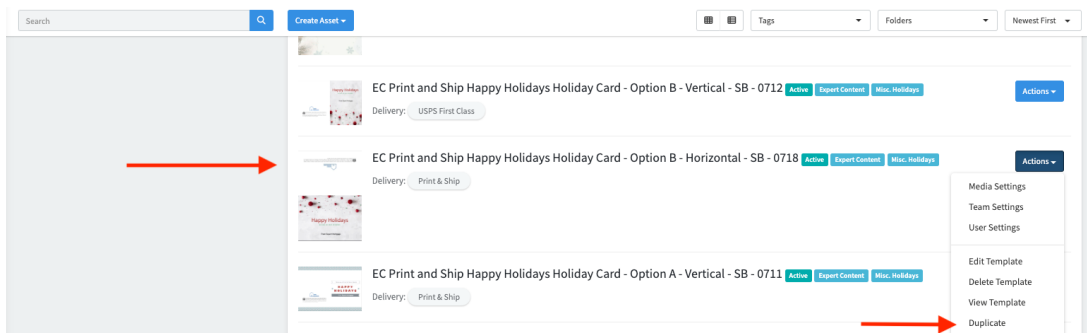 Search
Create Asset
Tags
Folders
Newest First
EC Print and Ship Happy Holidays Holiday Card - Option B - Vertical - SB - 0712 Active Expert Content Misc. Holidays
Actions
Happy Holidays
Delivery: USPS First Class
EC Print and Ship Happy Holidays Holiday Card - Option B - Horizontal - SB - 0718 Active Expert Content Misc. Holidays
Actions
Delivery: Print & Ship
Happy Holidays
Media Settings
Team Settings
User Settings
Edit Template
Delete Template
View Template
Duplicate
EC Print and Ship Happy Holidays Holiday Card - Option A - Vertical - SB - 0711 Active Expert Content Misc. Holidays
HAPPY
HOLIDAYS
Delivery: Print & Ship